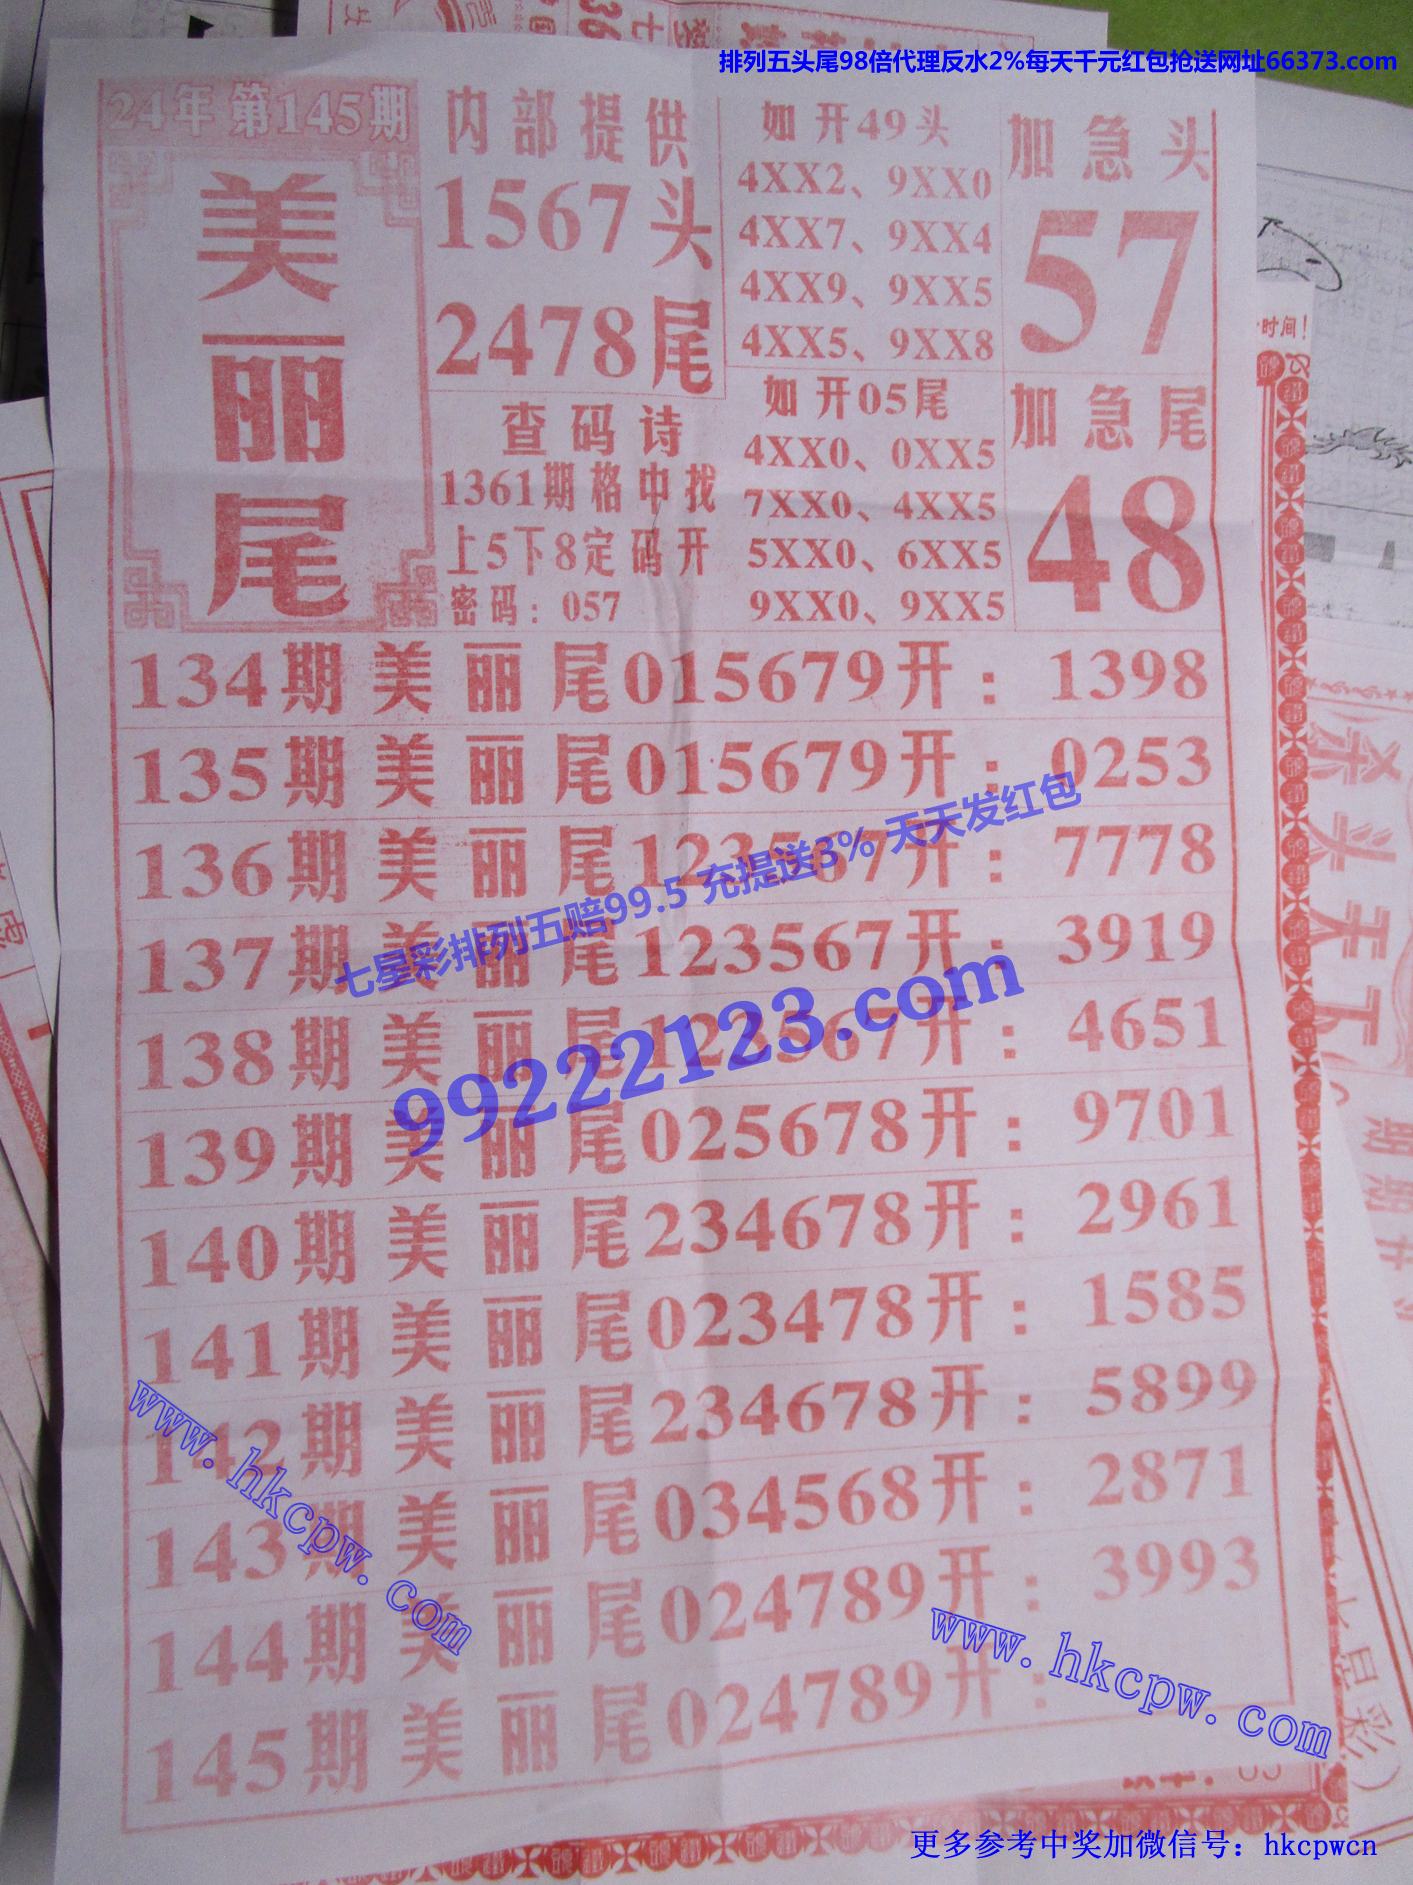 排列五头尾98倍代理反水2%每天千元红包抢送网址66373.com
24年 第145期
美丽尾
内部提供
1567头
2478尾
查码诗
1361期格中找
上5下8定码开
密码：057
如开49头
4XX2、9XX0
4XX7、9XX4
4XX9、9XX5
4XX5、9XX8
如开05尾
4XX0、0XX5
7XX0、4XX5
5XX0、6XX5
9XX0、9XX5
加急头
57
加急尾
48
134期美丽尾015679开：1398
135期美丽尾015679开：0253
136期美丽尾123567开：7778
137期美丽尾123567开：3919
138期美丽尾123567开：4651
139期美丽尾025678开：9701
140期美丽尾234678开：2961
141期美丽尾023478开：1585
142期美丽尾234678开：5899
143期美丽尾034568开：2871
144期美丽尾024789开：3993
145期美丽尾024789开：
七星彩排列五赔99.5 充提送3% 天天发红包
99222123.com
www.hkcpw.com
www.hkcpw.com
时间！
更多参考中奖加微信号：hkcpwcn